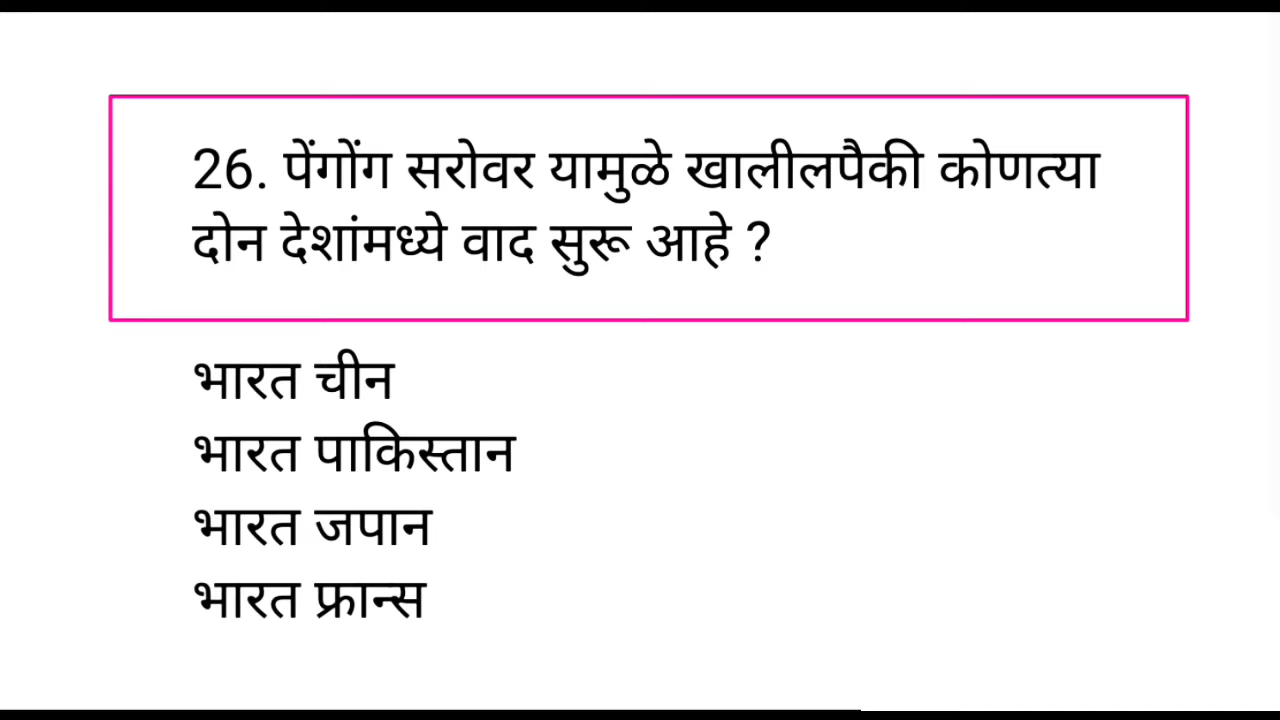 26. पेंगोंग सरोवर यामुळे खालीलपैकी कोणत्या
दोन देशांमध्ये वाद सुरू आहे ?
भारत चीन
भारत पाकिस्तान
भारत जपान
भारत फ्रान्स